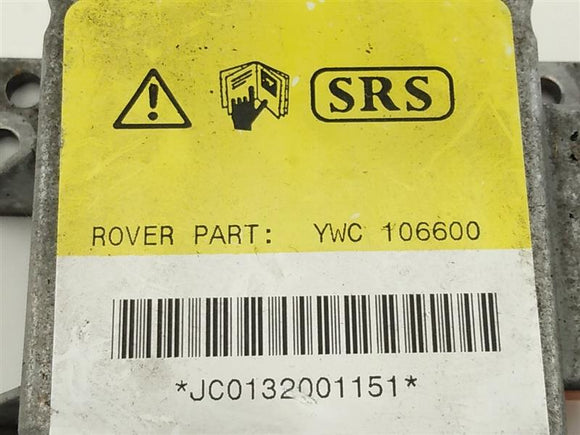 SRS
ROVER PART: YWC 106600
*JC0132001151*